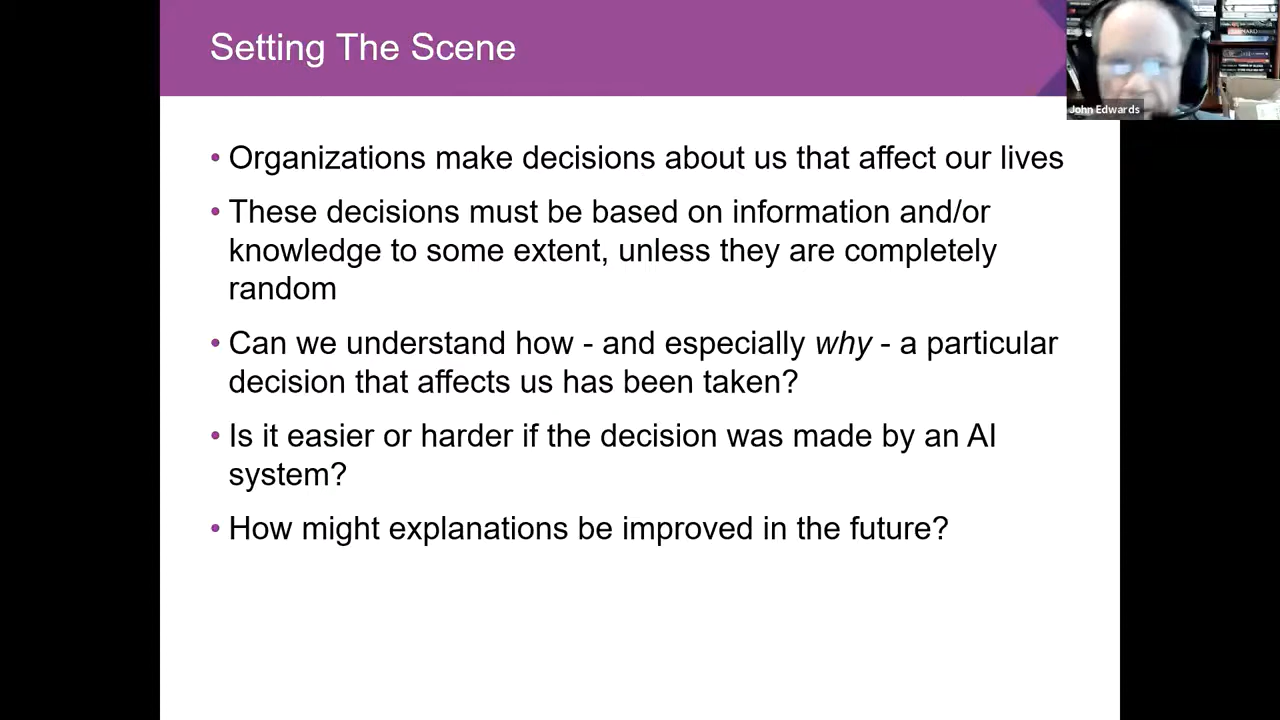 Setting The Scene
John Edwards
• Organizations make decisions about us that affect our lives
• These decisions must be based on information and/or
knowledge to some extent, unless they are completely
random
• Can we understand how - and especially why - a particular
decision that affects us has been taken?
• Is it easier or harder if the decision was made by an AI
system?
• How might explanations be improved in the future?